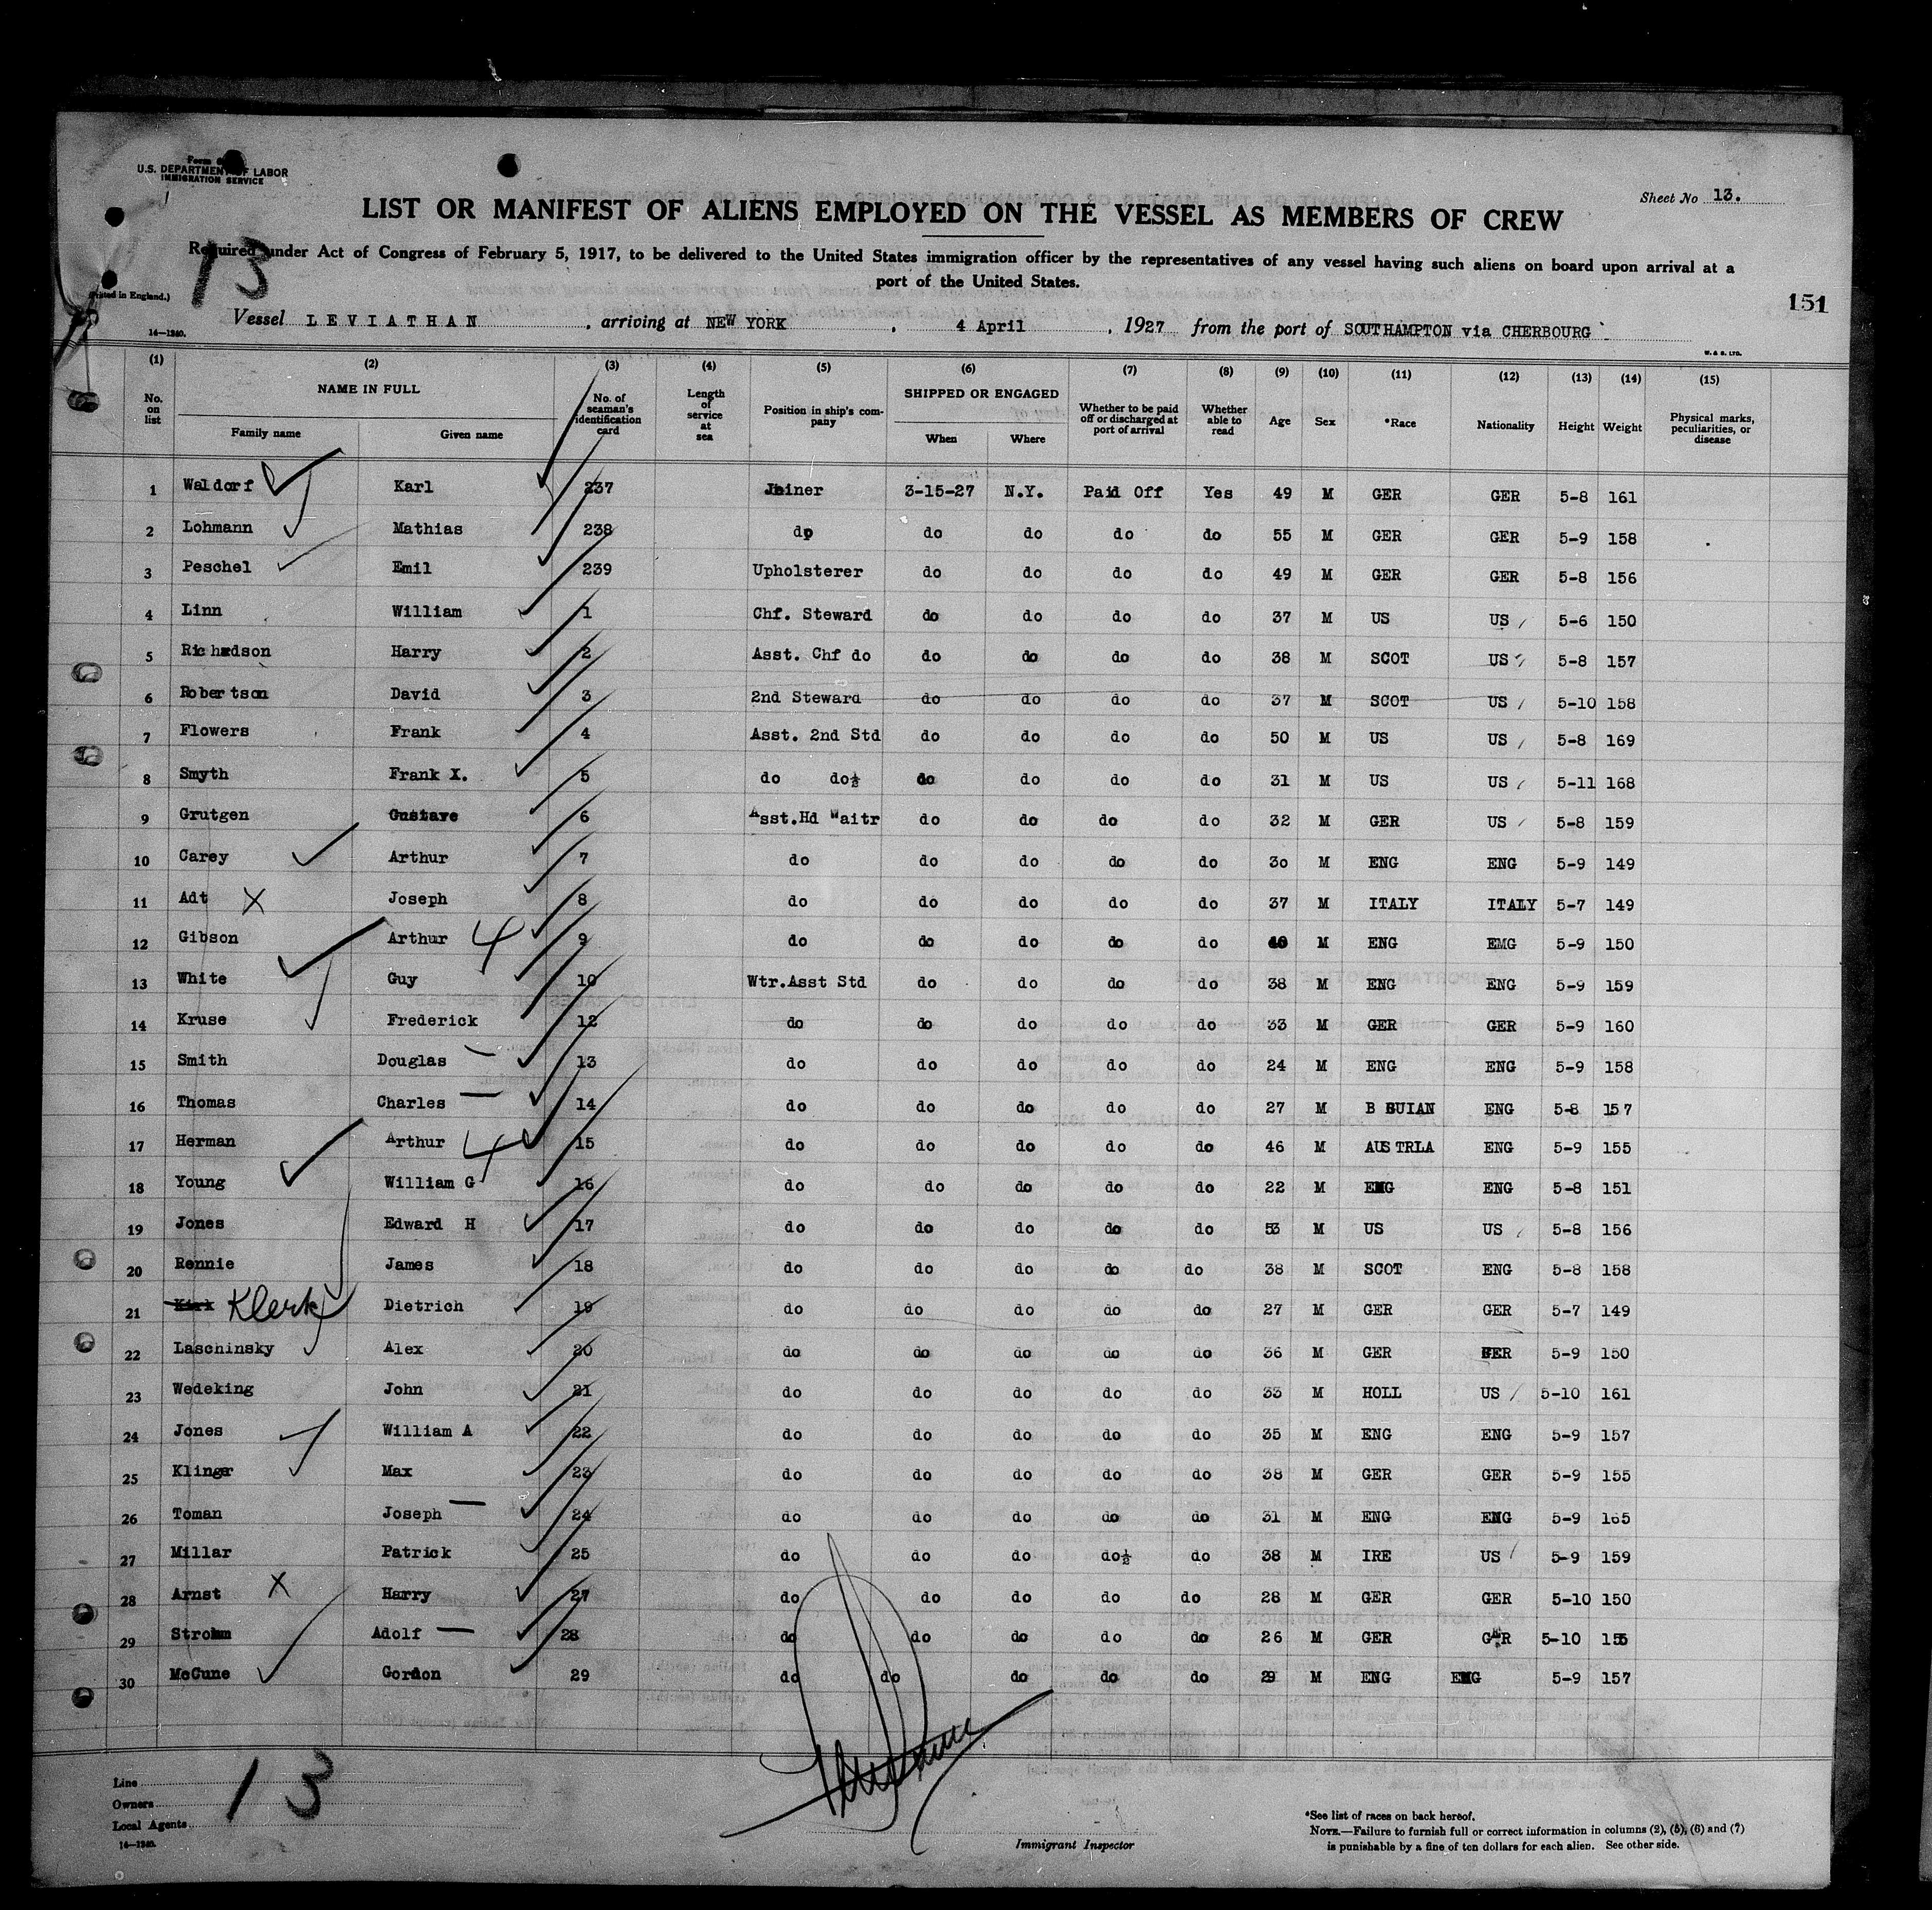 Form
U.S. DEPARTMENT OF LABOR
IMMIGRATION SERVICE
Sheet No 13.
LIST OR MANIFEST OF ALIENS EMPLOYED ON THE VESSEL AS MEMBERS OF CREW
Required under Act of Congress of February 5, 1917, to be delivered to the United States immigration officer by the representatives of any vessel having such aliens on board upon arrival at a
port of the United States.
13
(Printed in England.)
151
14—1240.
Vessel LEVIATHAN, arriving at NEW YORK, 4 April, 1927 from the port of SOUTHAMPTON via CHERBOURG
W. & S. LTD.
(1) (2) (3) (4) (5) (6) (7) (8) (9) (10) (11) (12) (13) (14) (15)
No. on list NAME IN FULL Family name Given name No. of seaman's identification card Length of service at sea Position in ship's company SHIPPED OR ENGAGED When Where Whether to be paid off or discharged at port of arrival Whether able to read Age Sex *Race Nationality Height Weight Physical marks, peculiarities, or disease
1 Waldorf Karl 237 Joiner 3-15-27 N.Y. Paid Off Yes 49 M GER GER 5-8 161
2 Lohmann Mathias 238 do do do do do 55 M GER GER 5-9 158
3 Peschel Emil 239 Upholsterer do do do do 49 M GER GER 5-8 156
4 Linn William 1 Chf. Steward do do do do 37 M US US 5-6 150
5 Richardson Harry 2 Asst. Chf do do do do do 38 M SCOT US 5-8 157
6 Robertson David 3 2nd Steward do do do do 37 M SCOT US 5-10 158
7 Flowers Frank 4 Asst. 2nd Std do do do do 50 M US US 5-8 169
8 Smyth Frank X. 5 do do½ do do do do 31 M US US 5-11 168
9 Grutgen Gustave 6 Asst.Hd Waitr do do do do 32 M GER US 5-8 159
10 Carey Arthur 7 do do do do do 30 M ENG ENG 5-9 149
11 Adt X Joseph 8 do do do do do 37 M ITALY ITALY 5-7 149
12 Gibson Arthur 4 9 do do do do do 40 M ENG EMG 5-9 150
13 White Guy 10 Wtr.Asst Std do do do do 38 M ENG ENG 5-9 159
14 Kruse Frederick 12 do do do do do 33 M GER GER 5-9 160
15 Smith Douglas 13 do do do do do 24 M ENG ENG 5-9 158
16 Thomas Charles 14 do do do do do 27 M B GUIAN ENG 5-8 157
17 Herman Arthur 4 15 do do do do do 46 M AUSTRLA ENG 5-9 155
18 Young William G 16 do do do do do 22 M ENG ENG 5-8 151
19 Jones Edward H 17 do do do do do 53 M US US 5-8 156
20 Rennie James 18 do do do do do 38 M SCOT ENG 5-8 158
21 Kirk Klerk Dietrich 19 do do do do do 27 M GER GER 5-7 149
22 Laschinsky Alex 20 do do do do do 36 M GER GER 5-9 150
23 Wedeking John 21 do do do do do 33 M HOLL US 5-10 161
24 Jones William A 22 do do do do do 35 M ENG ENG 5-9 157
25 Klinger Max 23 do do do do do 38 M GER GER 5-9 155
26 Toman Joseph 24 do do do do do 31 M ENG ENG 5-9 165
27 Millar Patrick 25 do do do do½ do 38 M IRE US 5-9 159
28 Arnst X Harry 27 do do do do do 28 M GER GER 5-10 150
29 Strohm Adolf 28 do do do do do 26 M GER GER 5-10 155
30 McCune Gordon 29 do do do do do 29 M ENG ENG 5-9 157
13
Line
Owners
Local Agents
14—1240.
Immigrant Inspector
*See list of races on back hereof.
NOTE.—Failure to furnish full or correct information in columns (2), (5), (6) and (7)
is punishable by a fine of ten dollars for each alien. See other side.